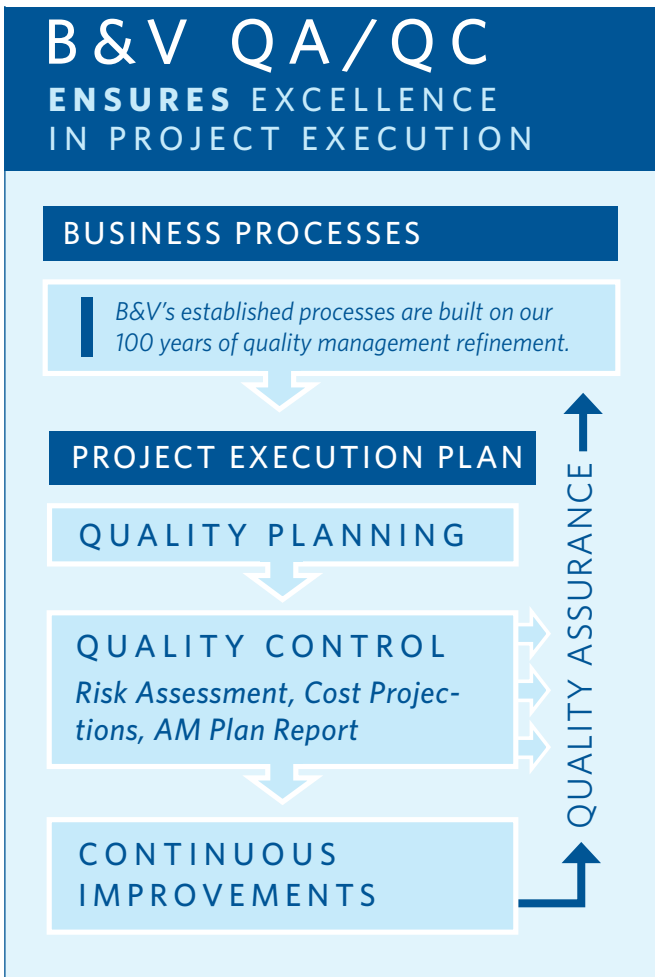 B&V QA/QC
ENSURES EXCELLENCE
IN PROJECT EXECUTION
BUSINESS PROCESSES
B&V’s established processes are built on our
100 years of quality management refinement.
PROJECT EXECUTION PLAN
QUALITY PLANNING
QUALITY CONTROL
Risk Assessment, Cost Projec-
tions, AM Plan Report
CONTINUOUS
IMPROVEMENTS
QUALITY ASSURANCE